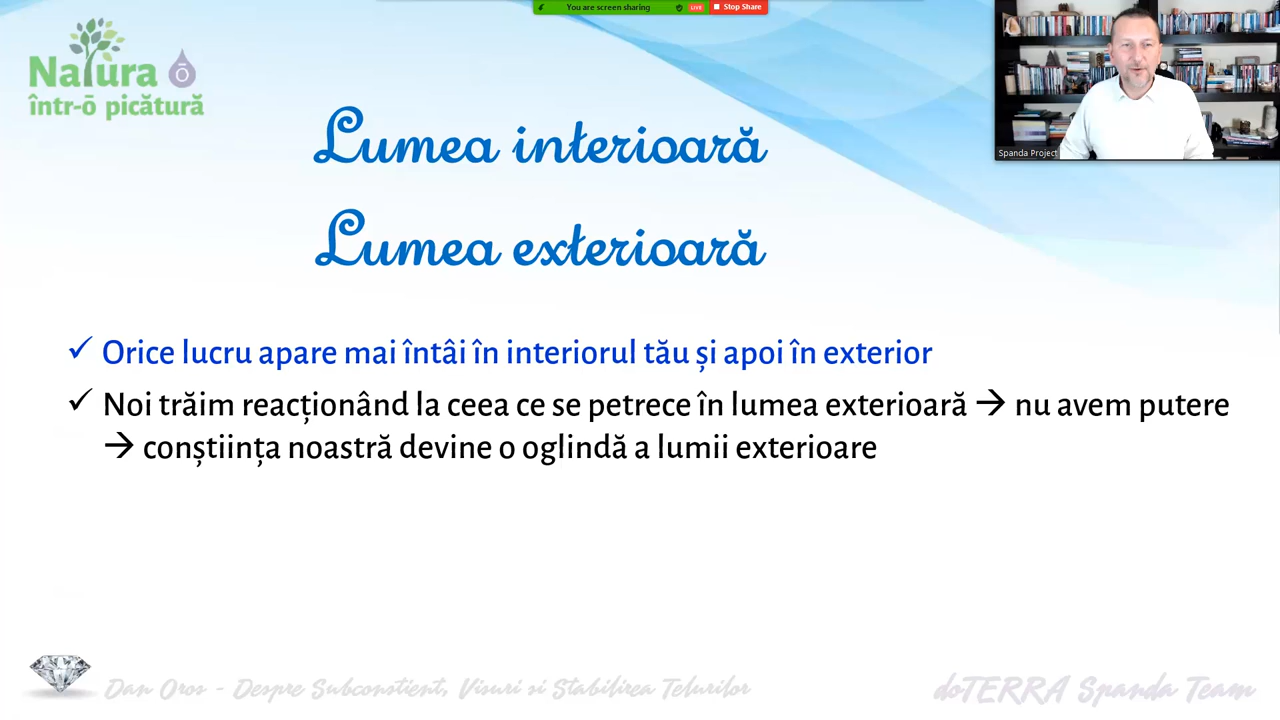 You are screen sharing LIVE Stop Share
Natura ō
într-ō picătură
Spanda Project
Lumea interioară
Lumea exterioară
✓ Orice lucru apare mai întâi în interiorul tău și apoi în exterior
✓ Noi trăim reacționând la ceea ce se petrece în lumea exterioară → nu avem putere
→ conștiința noastră devine o oglindă a lumii exterioare
Dan Oros - Despre Subconstient, Visuri si Stabilirea Telurilor
doTERRA Spanda Team